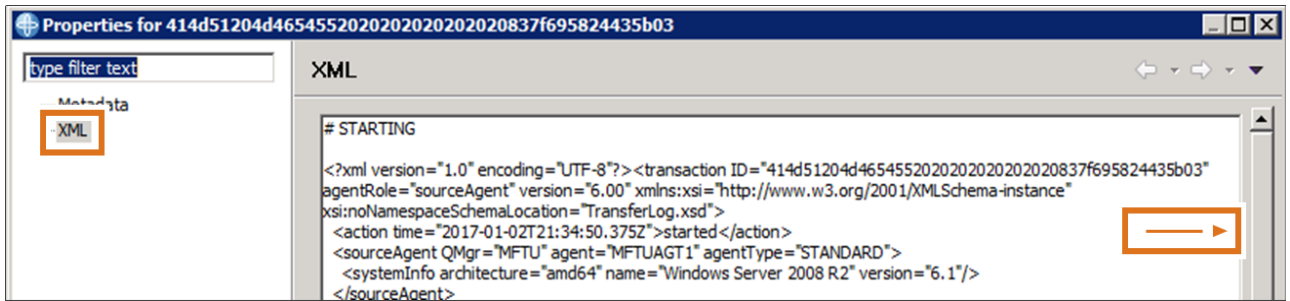 Properties for 414d51204d4654552020202020202020837f695824435b03
type filter text
XML
Metadata
XML
# STARTING
<?xml version="1.0" encoding="UTF-8"?><transaction ID="414d51204d4654552020202020202020837f695824435b03"
agentRole="sourceAgent" version="6.00" xmlns:xsi="http://www.w3.org/2001/XMLSchema-instance"
xsi:noNamespaceSchemaLocation="TransferLog.xsd">
<action time="2017-01-02T21:34:50.375Z">started</action>
<sourceAgent QMgr="MFTU" agent="MFTUAGT1" agentType="STANDARD">
<systemInfo architecture="amd64" name="Windows Server 2008 R2" version="6.1"/>
</sourceAgent>